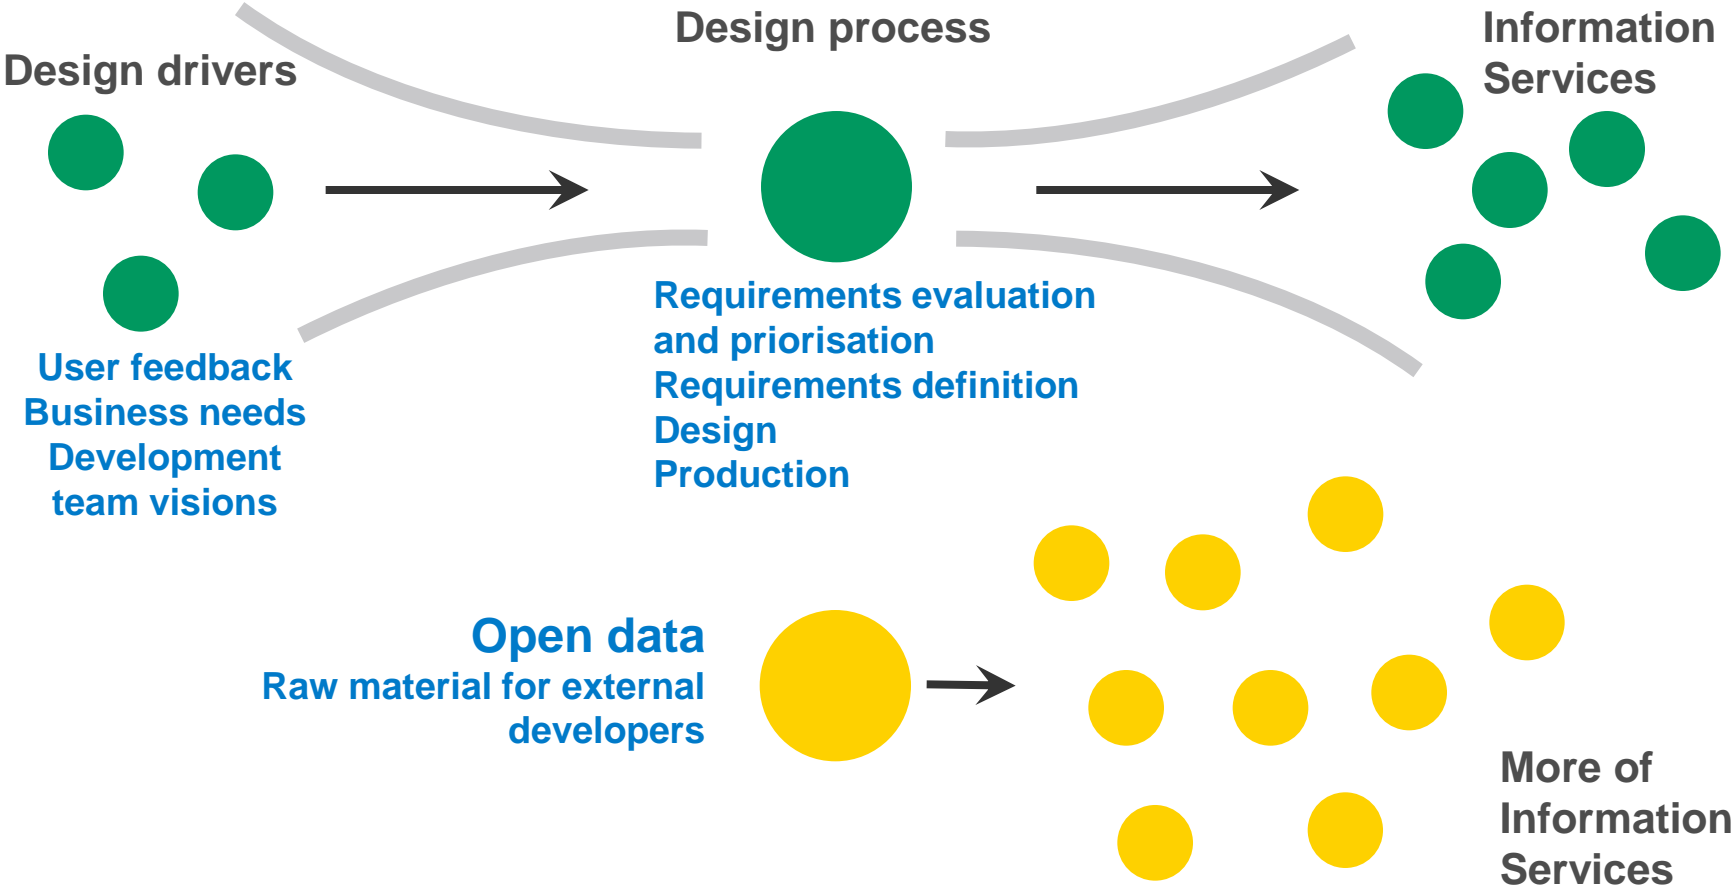 Design drivers
User feedback
Business needs
Development
team visions
Design process
Requirements evaluation
and priorisation
Requirements definition
Design
Production
Information
Services
Open data
Raw material for external
developers
More of
Information
Services